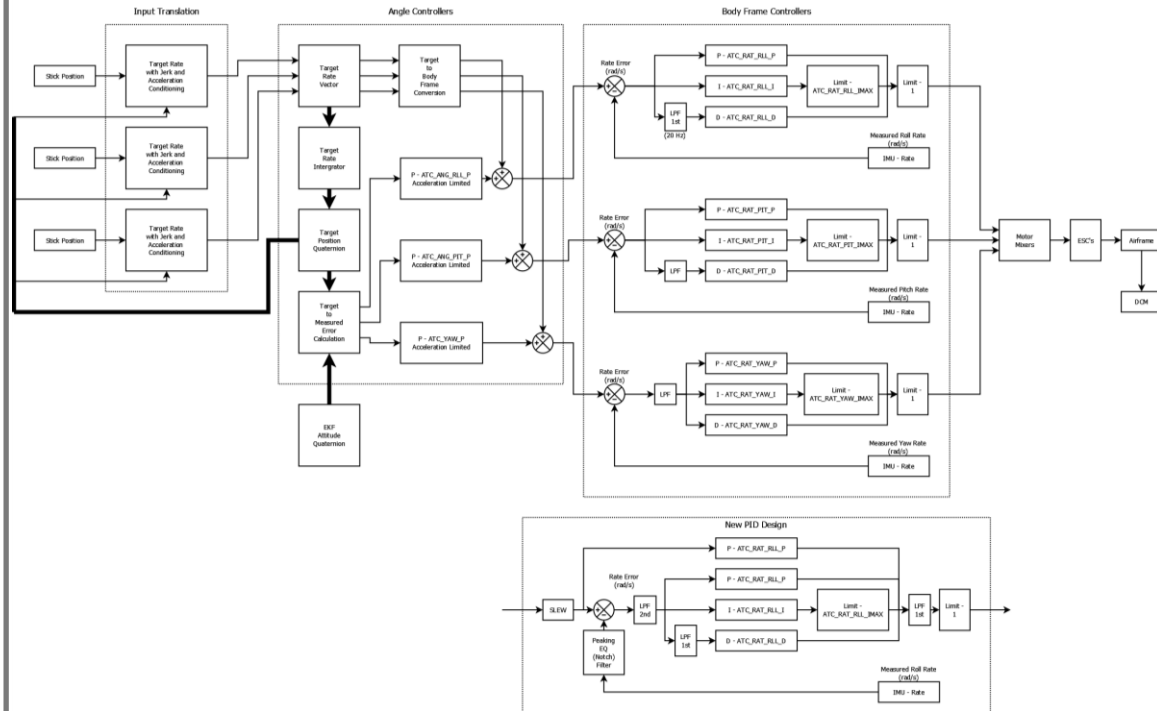 Input Translation
Angle Controllers
Body Frame Controllers
Stick Position
Target Rate
with Jerk and
Acceleration
Conditioning
Stick Position
Target Rate
with Jerk and
Acceleration
Conditioning
Stick Position
Target Rate
with Jerk and
Acceleration
Conditioning
Target
Rate
Vector
Target
to
Body
Frame
Conversion
Target
Rate
Intergrator
Target
Position
Quaternion
Target
to
Measured
Error
Calculation
EKF
Attitude
Quaternion
P - ATC_ANG_RLL_P
Acceleration Limited
P - ATC_ANG_PIT_P
Acceleration Limited
P - ATC_YAW_P
Acceleration Limited
Rate Error
(rad/s)
P - ATC_RAT_RLL_P
I - ATC_RAT_RLL_I
LPF
1st
(20 Hz)
D - ATC_RAT_RLL_D
Limit -
ATC_RAT_RLL_IMAX
Limit -
1
Measured Roll Rate
(rad/s)
IMU - Rate
Rate Error
(rad/s)
P - ATC_RAT_PIT_P
I - ATC_RAT_PIT_I
LPF
D - ATC_RAT_PIT_D
Limit -
ATC_RAT_PIT_IMAX
Limit -
1
Measured Pitch Rate
(rad/s)
IMU - Rate
Rate Error
(rad/s)
LPF
P - ATC_RAT_YAW_P
I - ATC_RAT_YAW_I
D - ATC_RAT_YAW_D
Limit -
ATC_RAT_YAW_IMAX
Limit -
1
Measured Yaw Rate
(rad/s)
IMU - Rate
Motor
Mixers
ESC's
Airframe
DCM
New PID Design
SLEW
Rate Error
(rad/s)
Peaking
EQ
(Notch)
Filter
LPF
2nd
LPF
1st
P - ATC_RAT_RLL_P
P - ATC_RAT_RLL_P
I - ATC_RAT_RLL_I
D - ATC_RAT_RLL_D
Limit -
ATC_RAT_RLL_IMAX
LPF
1st
Limit -
1
Measured Roll Rate
(rad/s)
IMU - Rate